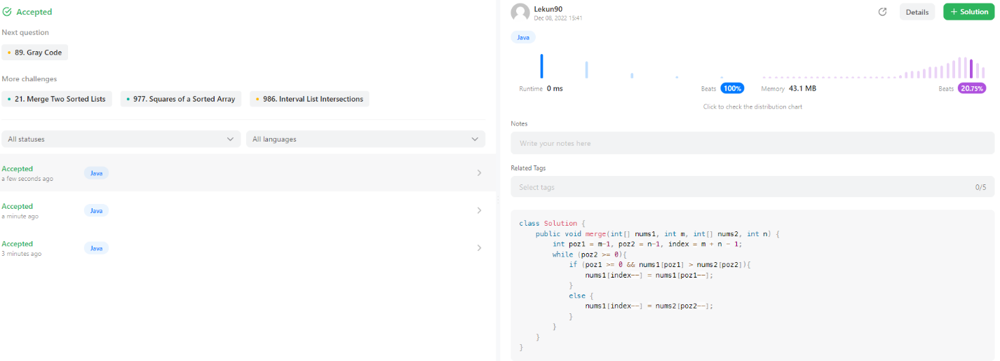 Accepted
Next question
89. Gray Code
More challenges
21. Merge Two Sorted Lists
977. Squares of a Sorted Array
986. Interval List Intersections
All statuses
All languages
Accepted
a few seconds ago
Java
Accepted
a minute ago
Java
Accepted
3 minutes ago
Java
Lekun90
Dec 08, 2022 15:41
Details
+ Solution
Java
Runtime 0 ms
Beats 100%
Memory 43.1 MB
Beats 20.75%
Click to check the distribution chart
Notes
Write your notes here
Related Tags
Select tags
0/5
class Solution {
    public void merge(int[] nums1, int m, int[] nums2, int n) {
        int poz1 = m-1, poz2 = n-1, index = m + n - 1;
        while (poz2 >= 0){
            if (poz1 >= 0 && nums1[poz1] > nums2[poz2]){
                nums1[index--] = nums1[poz1--];
            }
            else {
                nums1[index--] = nums2[poz2--];
            }
        }
    }
}